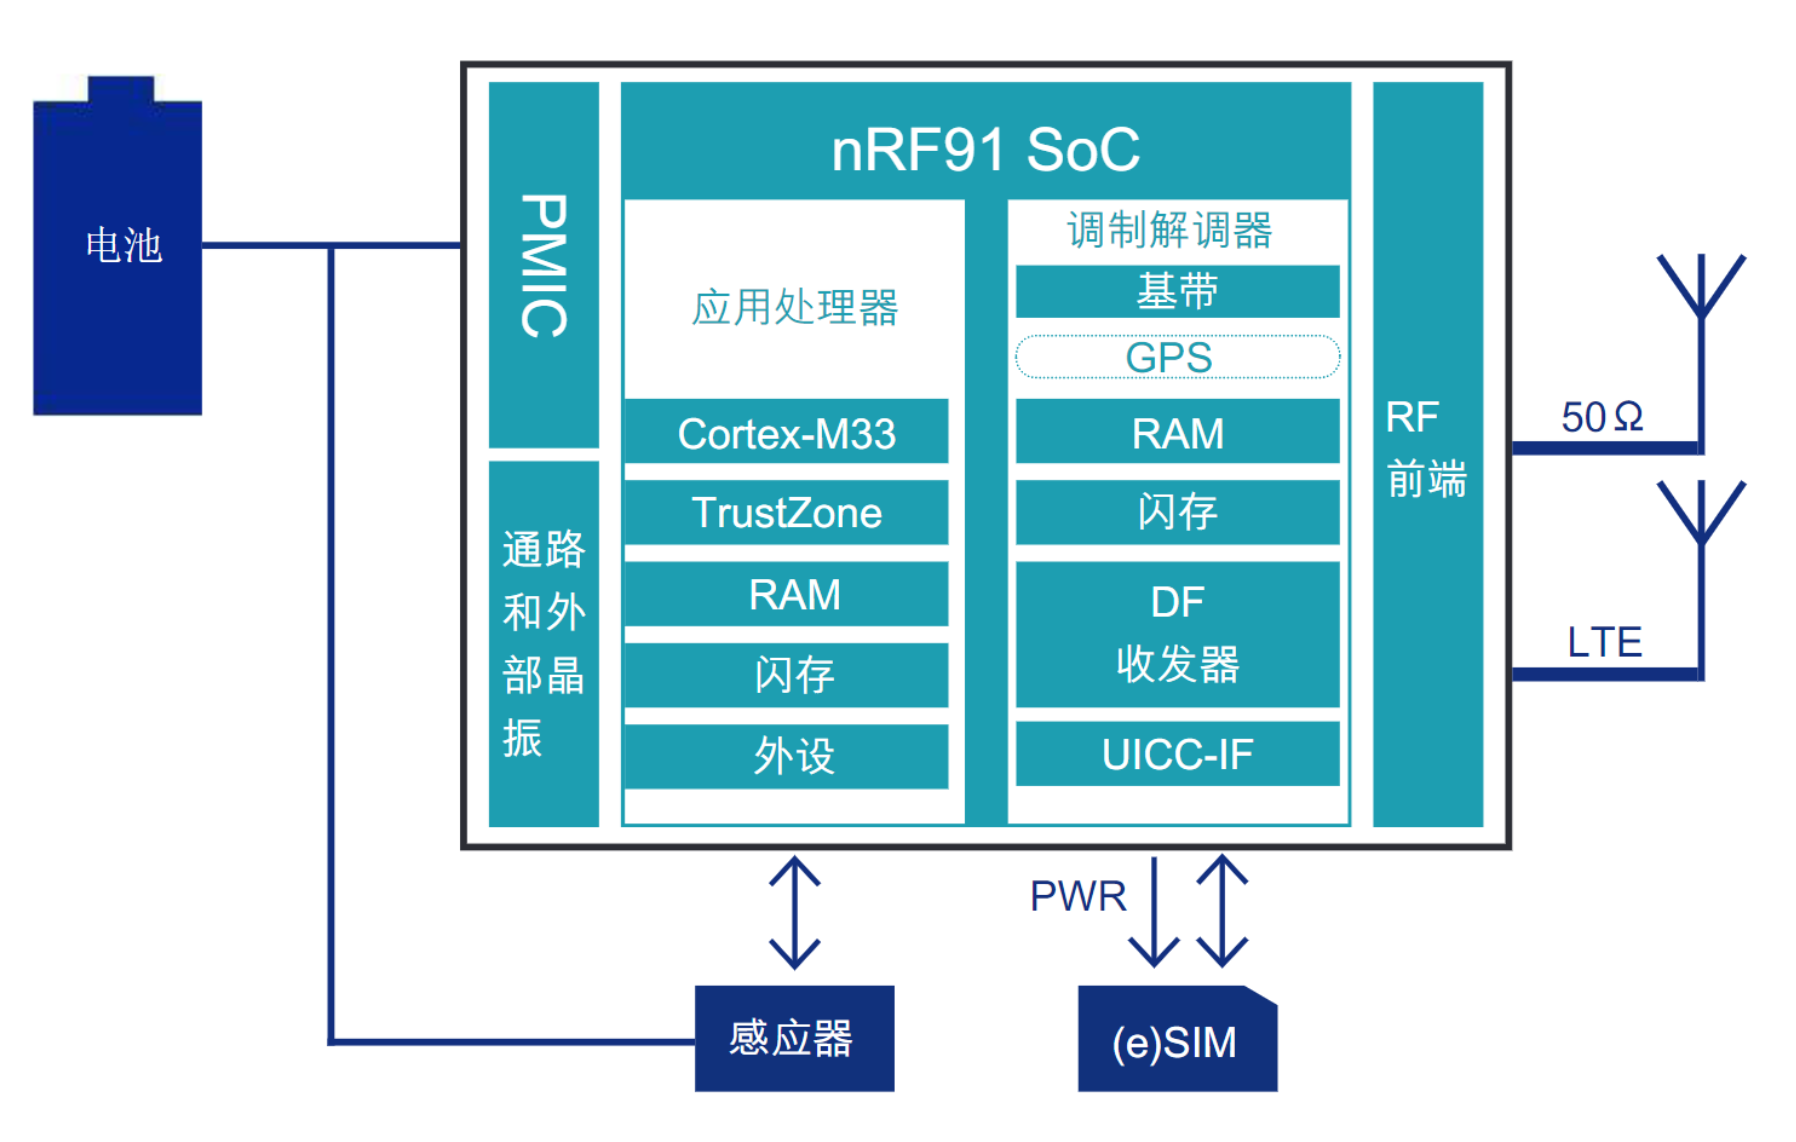 电池
PMIC
通路
和外
部晶
振
nRF91 SoC
应用处理器
Cortex-M33
TrustZone
RAM
闪存
外设
调制解调器
基带
GPS
RAM
闪存
DF
收发器
UICC-IF
RF
前端
50Ω
LTE
PWR
感应器
(e)SIM